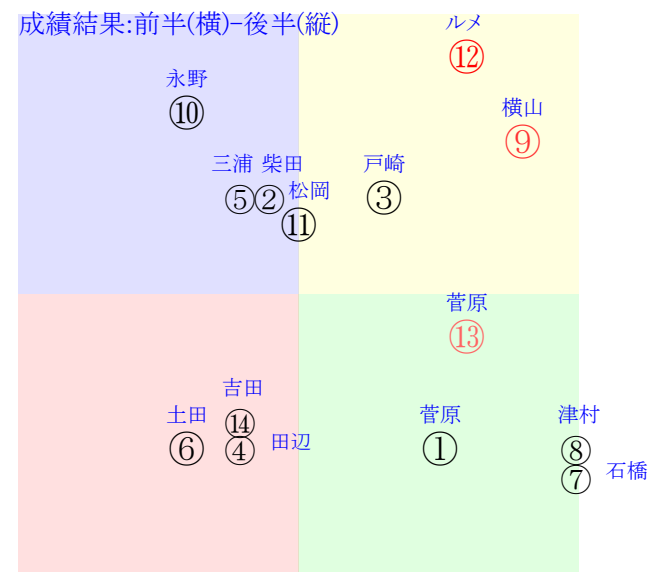 成績結果:前半(横)-後半(縦)
ルメ
⑫
永野
⑩
横山
⑨
三浦 柴田
戸崎
松岡
⑤②
③
⑪
菅原
⑬
吉田
⑭
土田
菅原
津村
⑥
④
田辺
①
⑧
⑦
石橋